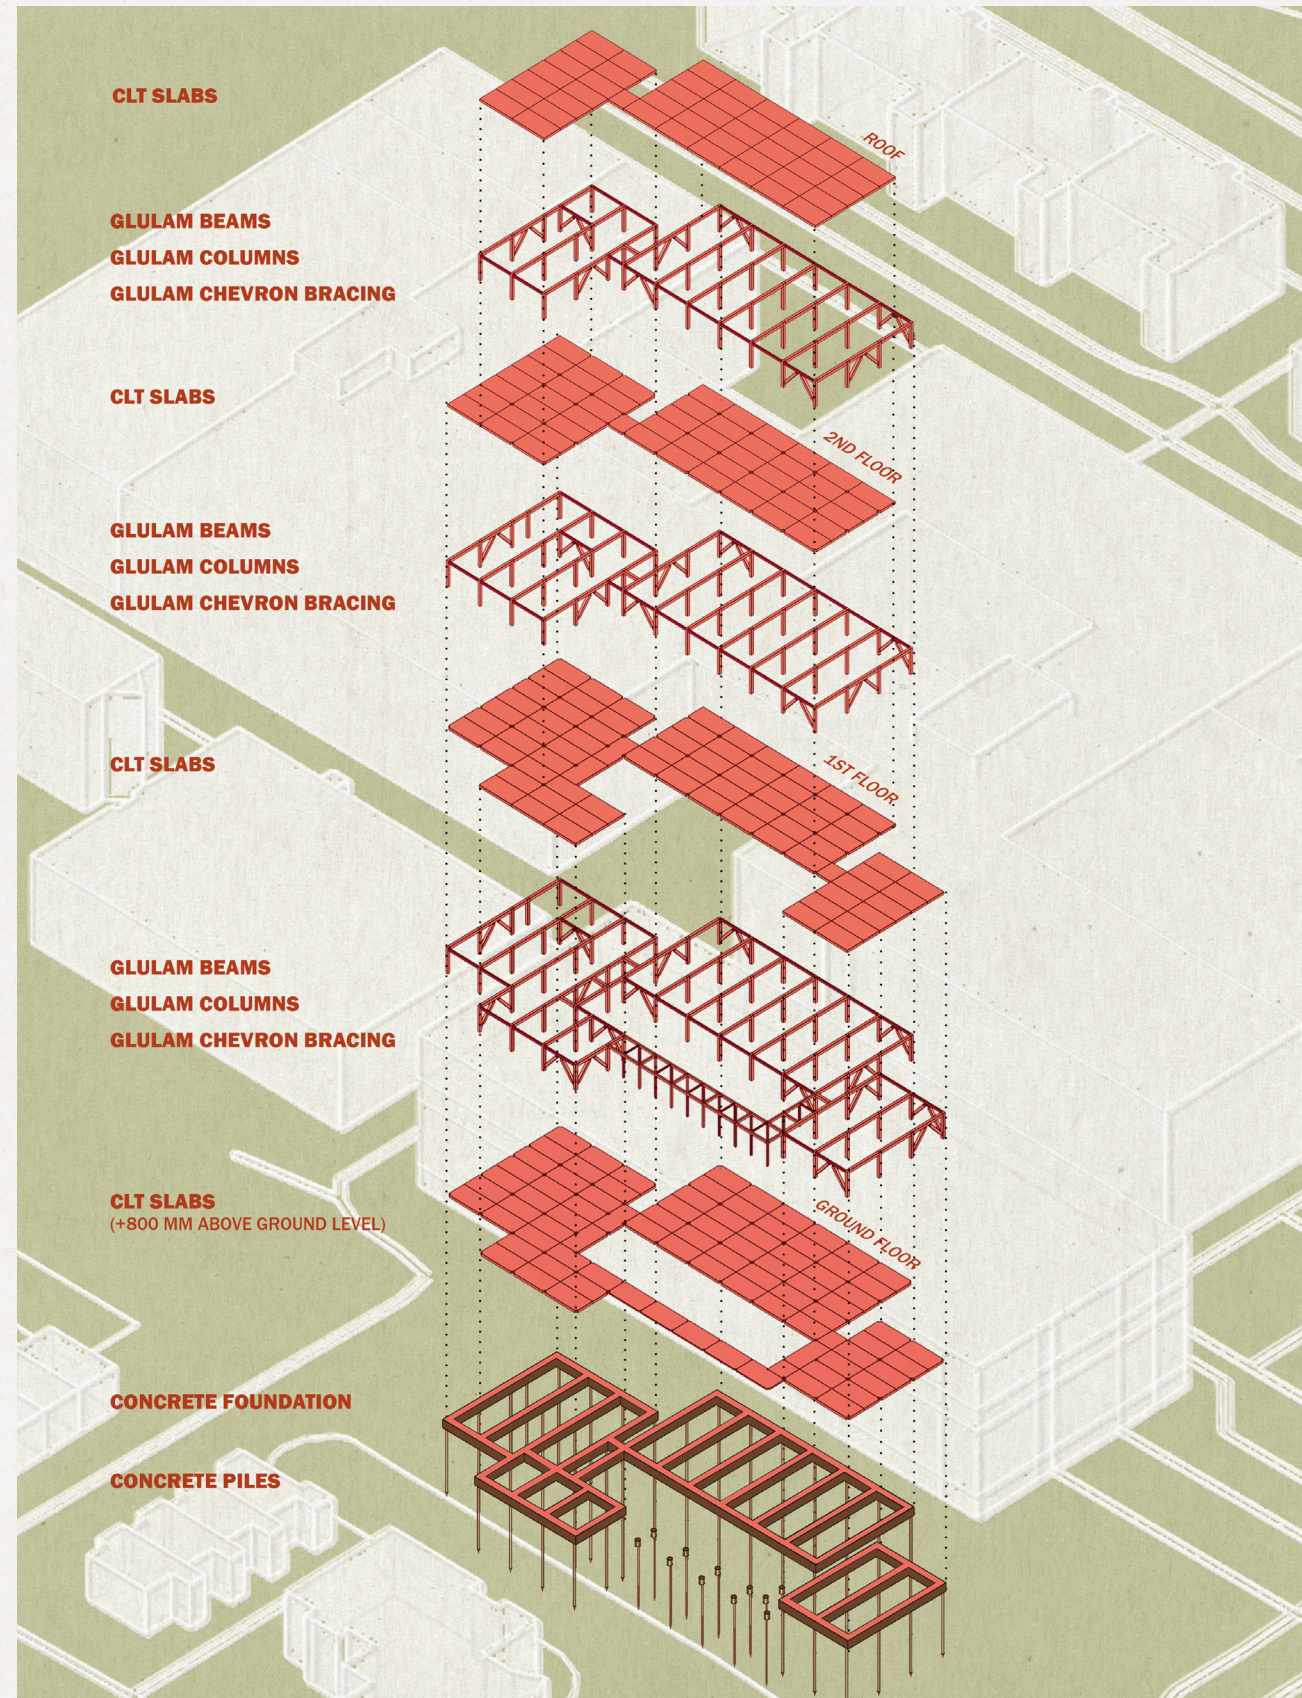 CLT SLABS
ROOF
GLULAM BEAMS
GLULAM COLUMNS
GLULAM CHEVRON BRACING
CLT SLABS
2ND FLOOR
GLULAM BEAMS
GLULAM COLUMNS
GLULAM CHEVRON BRACING
CLT SLABS
1ST FLOOR
GLULAM BEAMS
GLULAM COLUMNS
GLULAM CHEVRON BRACING
CLT SLABS
(+800 MM ABOVE GROUND LEVEL)
GROUND FLOOR
CONCRETE FOUNDATION
CONCRETE PILES